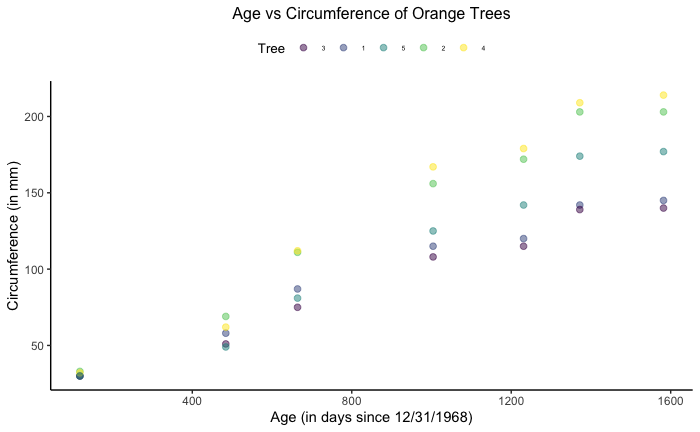 Age vs Circumference of Orange Trees
Tree 3 1 5 2 4
Circumference (in mm)
200
150
100
50
400 800 1200 1600
Age (in days since 12/31/1968)